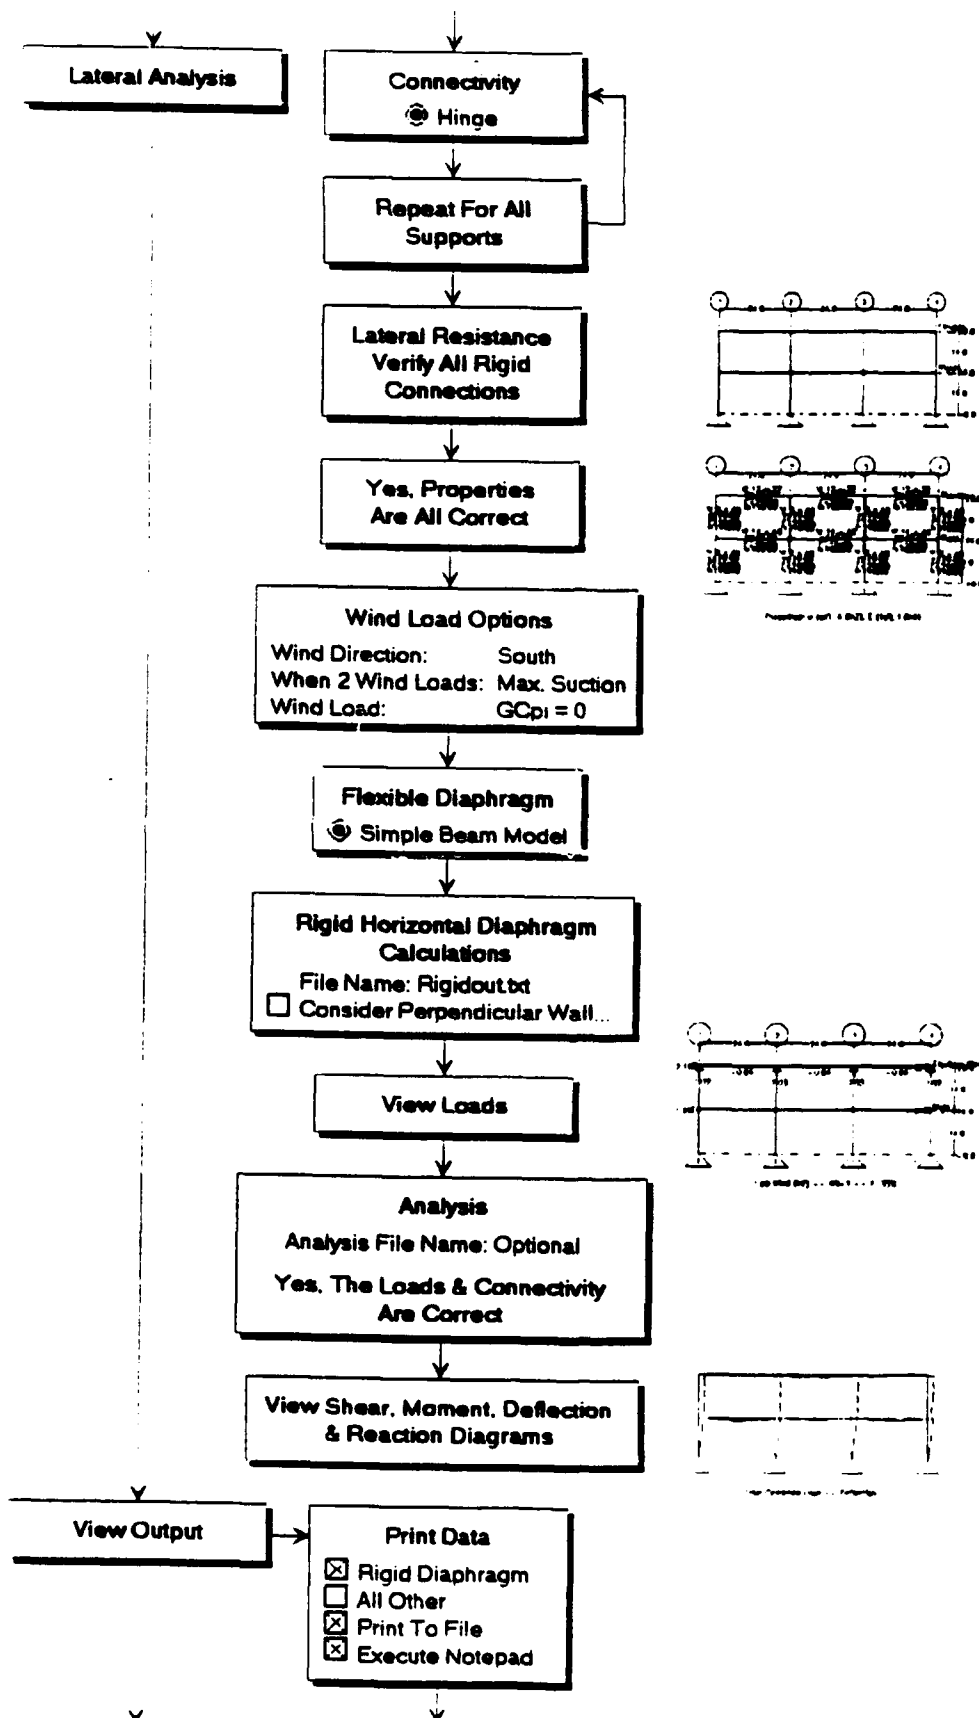 Lateral Analysis
Connectivity
Hinge
Repeat For All
Supports
Lateral Resistance
Verify All Rigid
Connections
Yes, Properties
Are All Correct
Wind Load Options
Wind Direction: South
When 2 Wind Loads: Max. Suction
Wind Load: GCpi = 0
Flexible Diaphragm
Simple Beam Model
Rigid Horizontal Diaphragm
Calculations
File Name: Rigidout.txt
Consider Perpendicular Wall...
View Loads
Analysis
Analysis File Name: Optional
Yes, The Loads & Connectivity
Are Correct
View Shear, Moment, Deflection
& Reaction Diagrams
View Output
Print Data
Rigid Diaphragm
All Other
Print To File
Execute Notepad